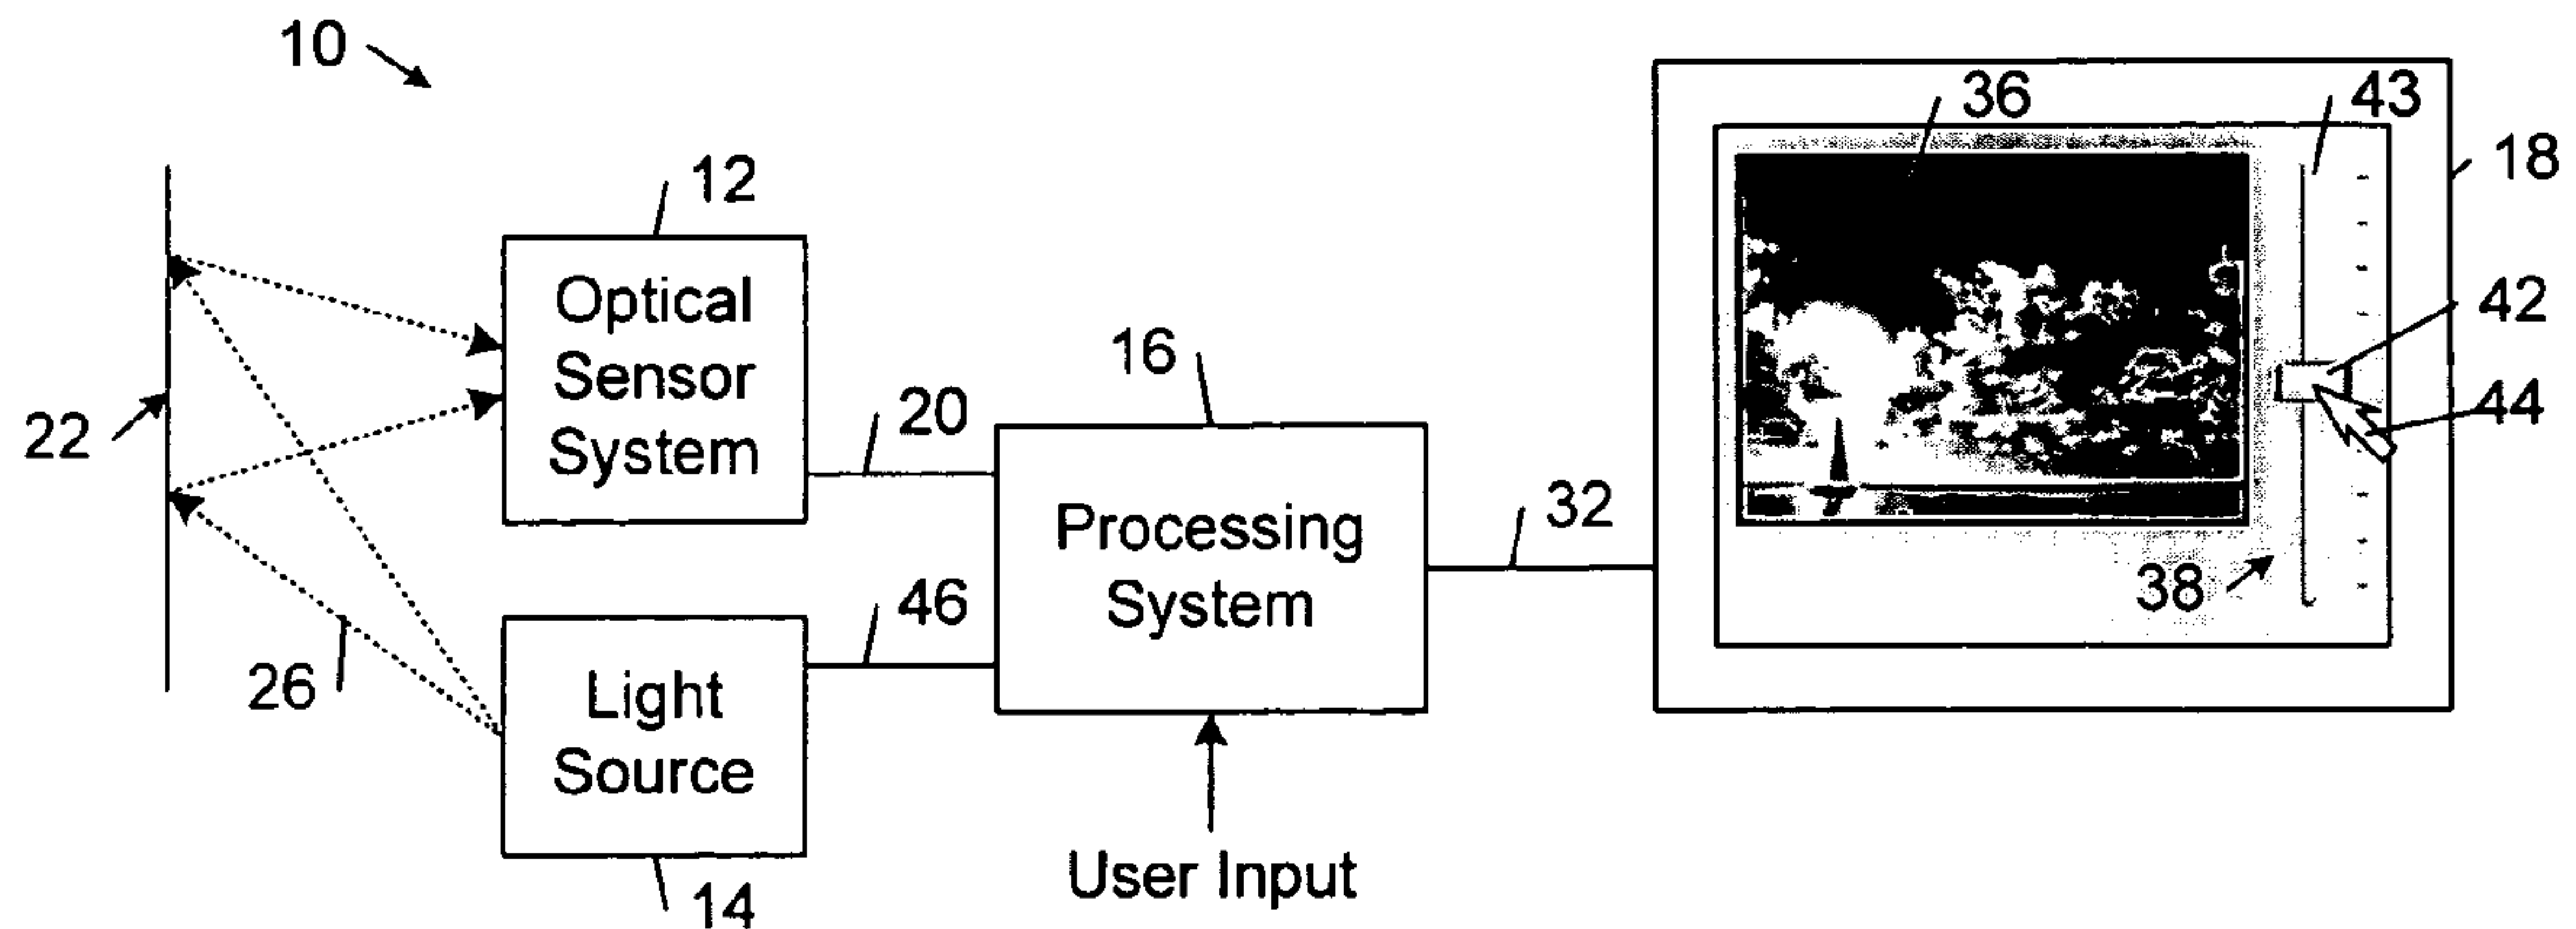 10
36
43
18
12
Optical
Sensor
System
22
20
16
42
44
Processing
System
32
38
46
26
Light
Source
14
User Input